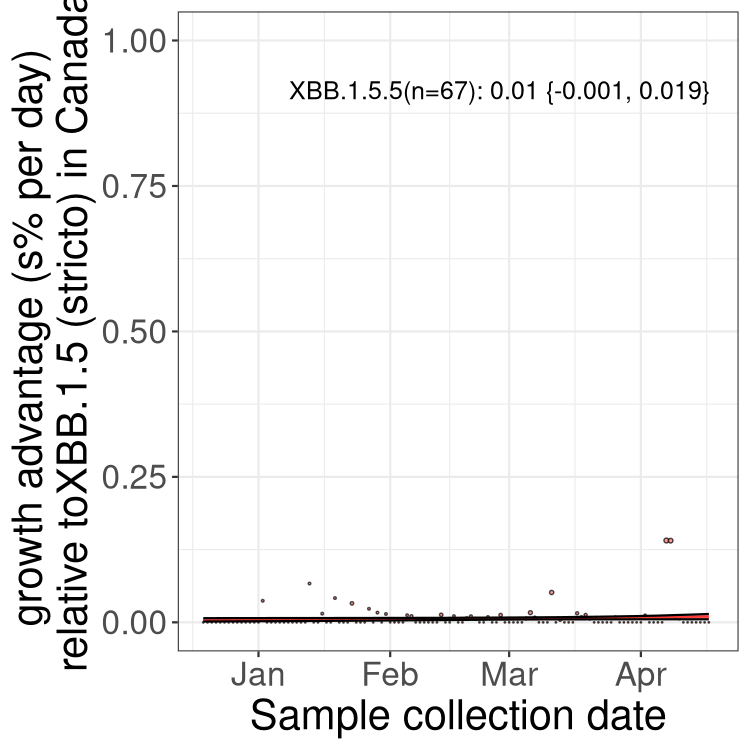 growth advantage (s% per day)
relative toXBB.1.5 (stricto) in Canada
1.00
0.75
0.50
0.25
0.00
XBB.1.5.5(n=67): 0.01 {-0.001, 0.019}
Jan Feb Mar Apr
Sample collection date